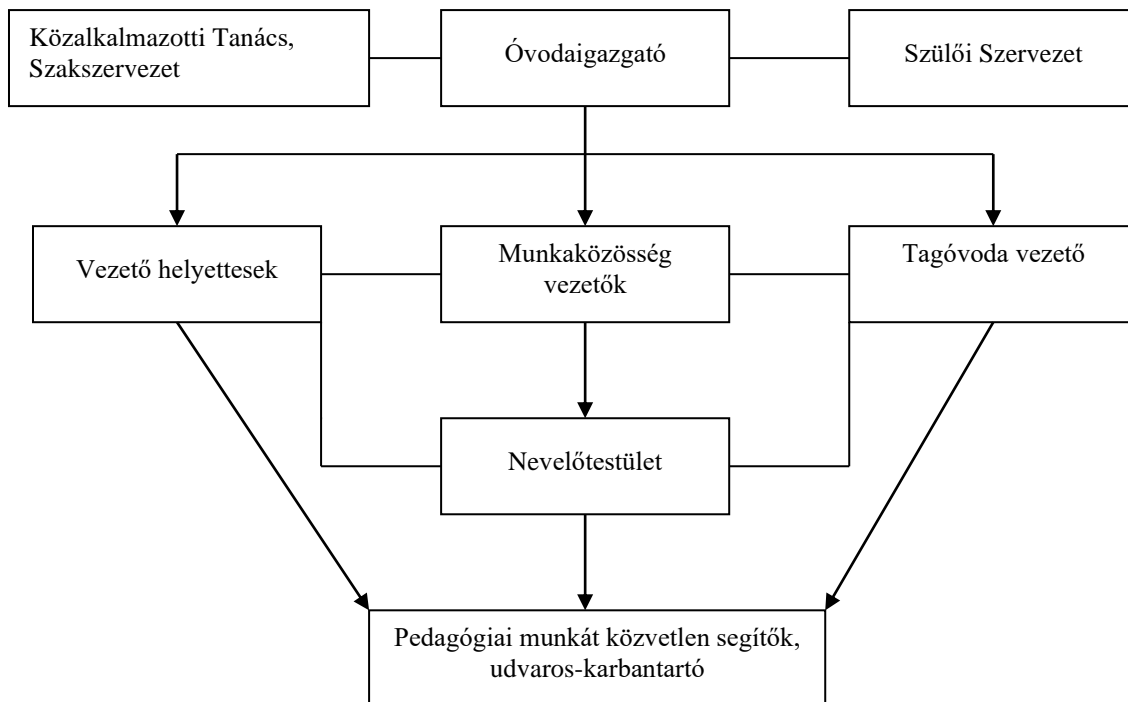 Közalkalmazotti Tanács,
Szakszervezet
Óvodaigazgató
Szülői Szervezet
Vezető helyettesek
Munkaközösség
vezetők
Tagóvoda vezető
Nevelőtestület
Pedagógiai munkát közvetlen segítők,
udvaros-karbantartó